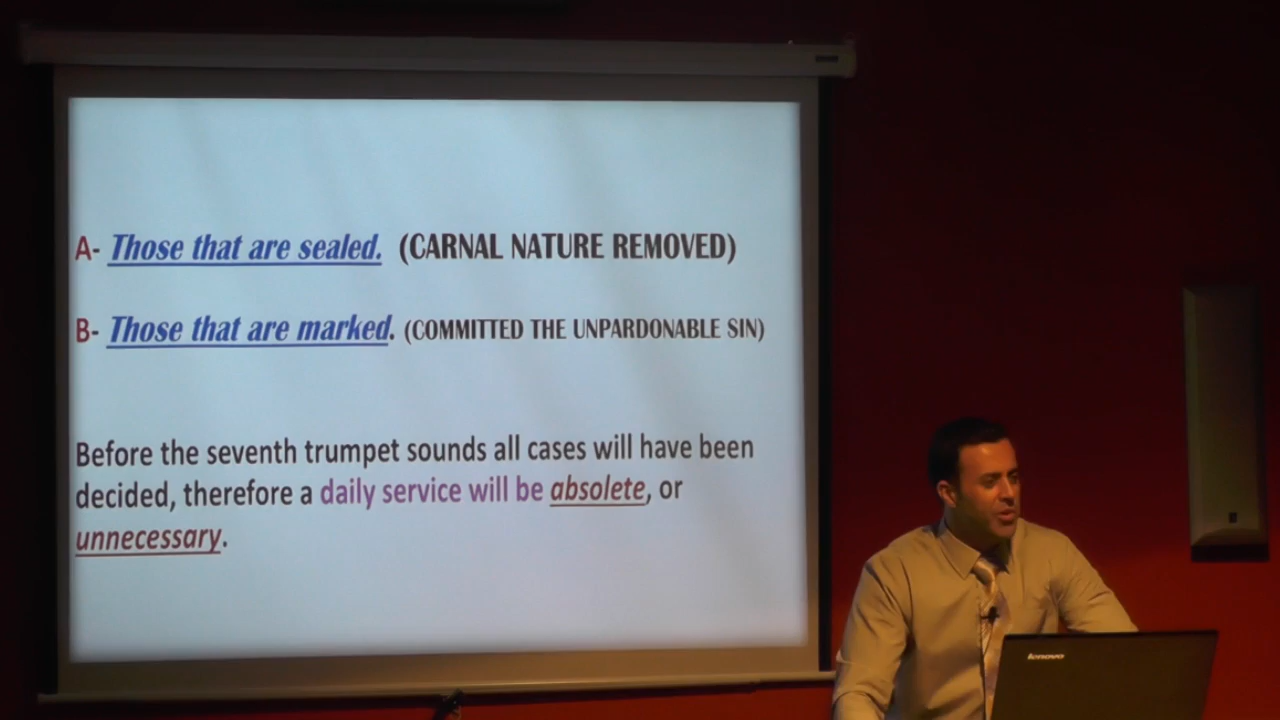 A- Those that are sealed. (CARNAL NATURE REMOVED)
B- Those that are marked. (COMMITTED THE UNPARDONABLE SIN)
Before the seventh trumpet sounds all cases will have been
decided, therefore a daily service will be absolete, or
unnecessary.
lenovo